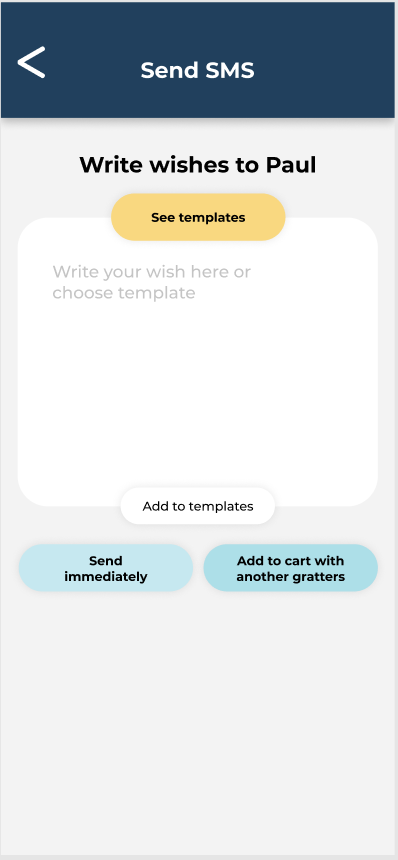 Send SMS
Write wishes to Paul
See templates
Write your wish here or
choose template
Add to templates
Send
immediately
Add to cart with
another gratters